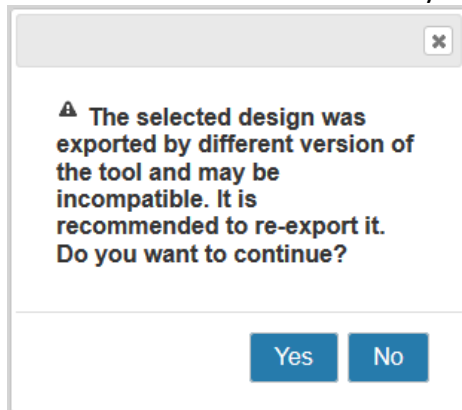 The selected design was
exported by different version of
the tool and may be
incompatible. It is
recommended to re-export it.
Do you want to continue?
Yes No